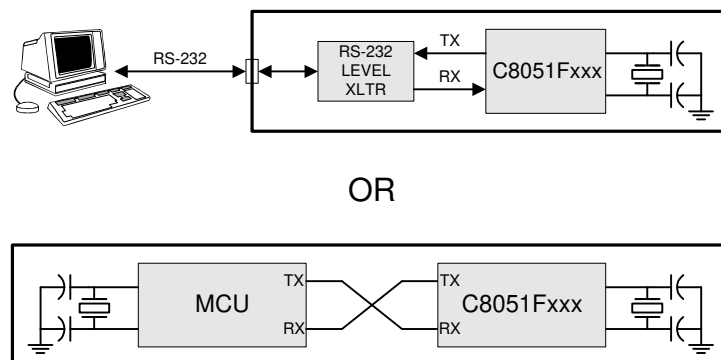 RS-232
RS-232
LEVEL
XLTR
TX
RX
C8051Fxxx
OR
MCU
TX
RX
TX
RX
C8051Fxxx